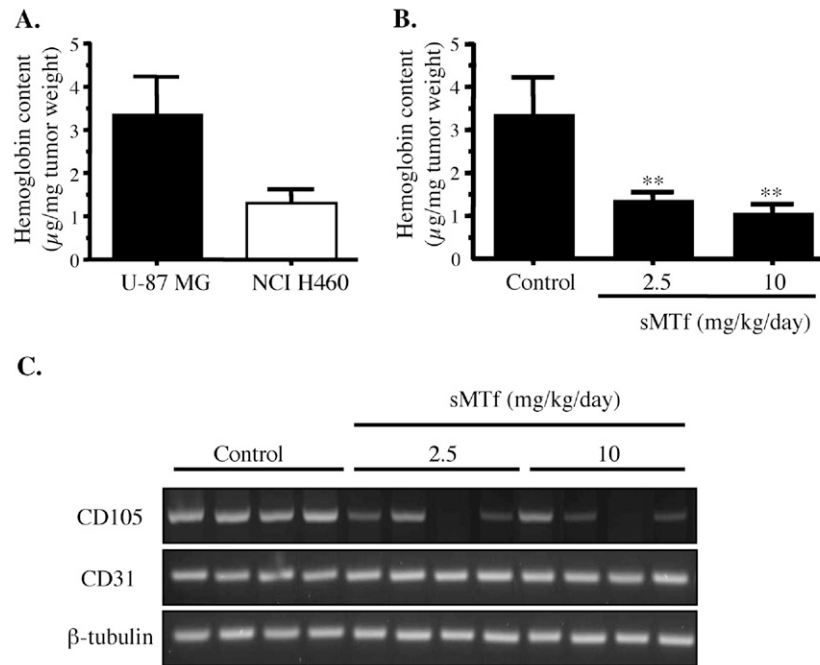 A.
Hemoglobin content
(µg/mg tumor weight)
5
4
3
2
1
0
U-87 MG NCI H460
B.
Hemoglobin content
(µg/mg tumor weight)
5
4
3
2
1
0
** **
Control 2.5 10
sMTf (mg/kg/day)
C.
sMTf (mg/kg/day)
Control 2.5 10
CD105
CD31
β-tubulin